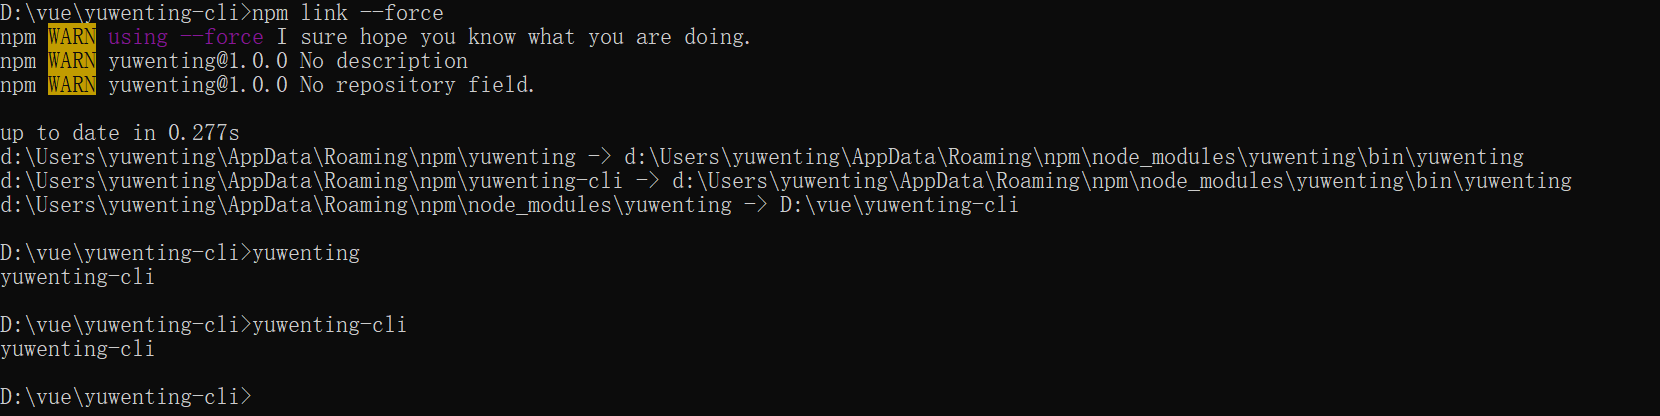 D:\vue\yuwenting-cli>npm link --force
npm WARN using --force I sure hope you know what you are doing.
npm WARN yuwenting@1.0.0 No description
npm WARN yuwenting@1.0.0 No repository field.
up to date in 0.277s
d:\Users\yuwenting\AppData\Roaming\npm\yuwenting -> d:\Users\yuwenting\AppData\Roaming\npm\node_modules\yuwenting\bin\yuwenting
d:\Users\yuwenting\AppData\Roaming\npm\yuwenting-cli -> d:\Users\yuwenting\AppData\Roaming\npm\node_modules\yuwenting\bin\yuwenting
d:\Users\yuwenting\AppData\Roaming\npm\node_modules\yuwenting -> D:\vue\yuwenting-cli
D:\vue\yuwenting-cli>yuwenting
yuwenting-cli
D:\vue\yuwenting-cli>yuwenting-cli
yuwenting-cli
D:\vue\yuwenting-cli>